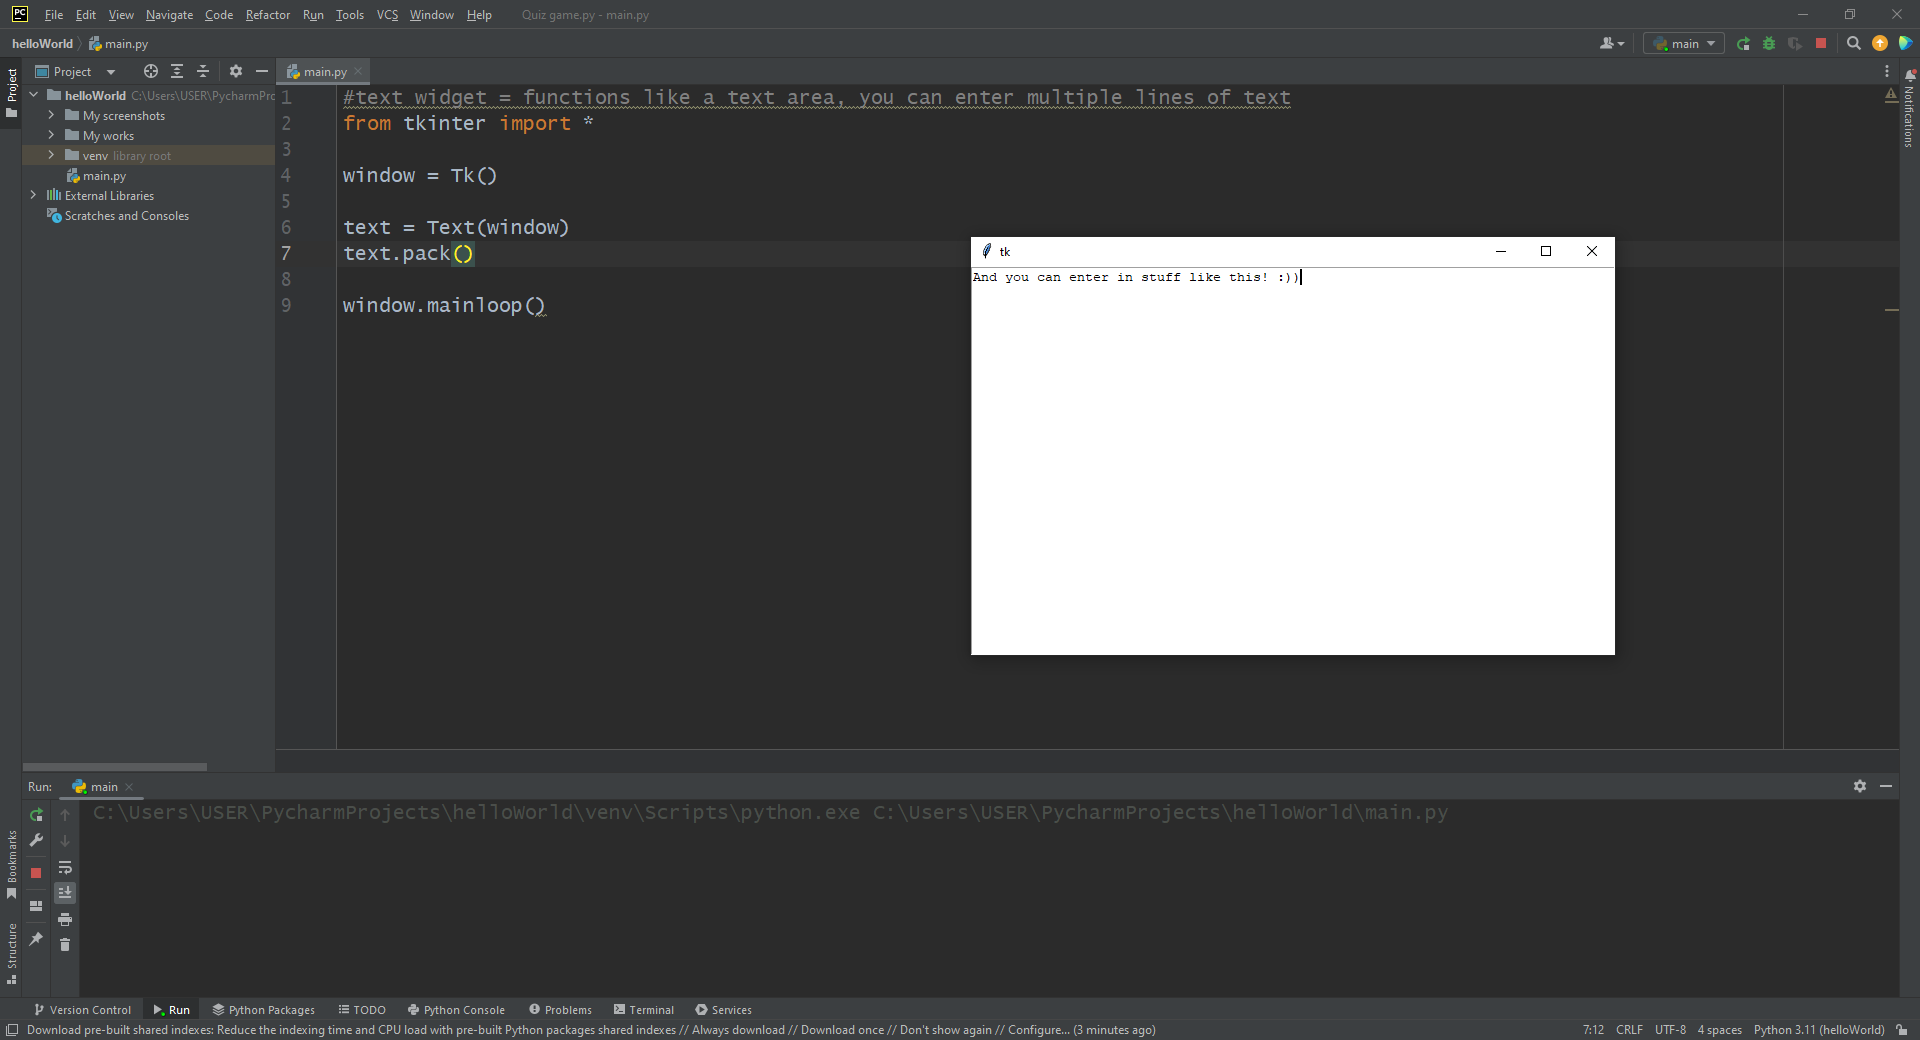 PC File Edit View Navigate Code Refactor Run Tools VCS Window Help Quiz game.py - main.py
helloWorld main.py main
Project
Project main.py
helloWorld C:\Users\USER\PycharmPro
My screenshots
My works
venv library root
main.py
External Libraries
Scratches and Consoles
1 #text widget = functions like a text area, you can enter multiple lines of text
2 from tkinter import *
3
4 window = Tk()
5
6 text = Text(window)
7 text.pack()
8
9 window.mainloop()
Notifications
tk
And you can enter in stuff like this! :))
Run: main
C:\Users\USER\PycharmProjects\helloWorld\venv\Scripts\python.exe C:\Users\USER\PycharmProjects\helloWorld\main.py
Bookmarks
Structure
Version Control Run Python Packages TODO Python Console Problems Terminal Services
Download pre-built shared indexes: Reduce the indexing time and CPU load with pre-built Python packages shared indexes // Always download // Download once // Don't show again // Configure... (3 minutes ago) 7:12 CRLF UTF-8 4 spaces Python 3.11 (helloWorld)